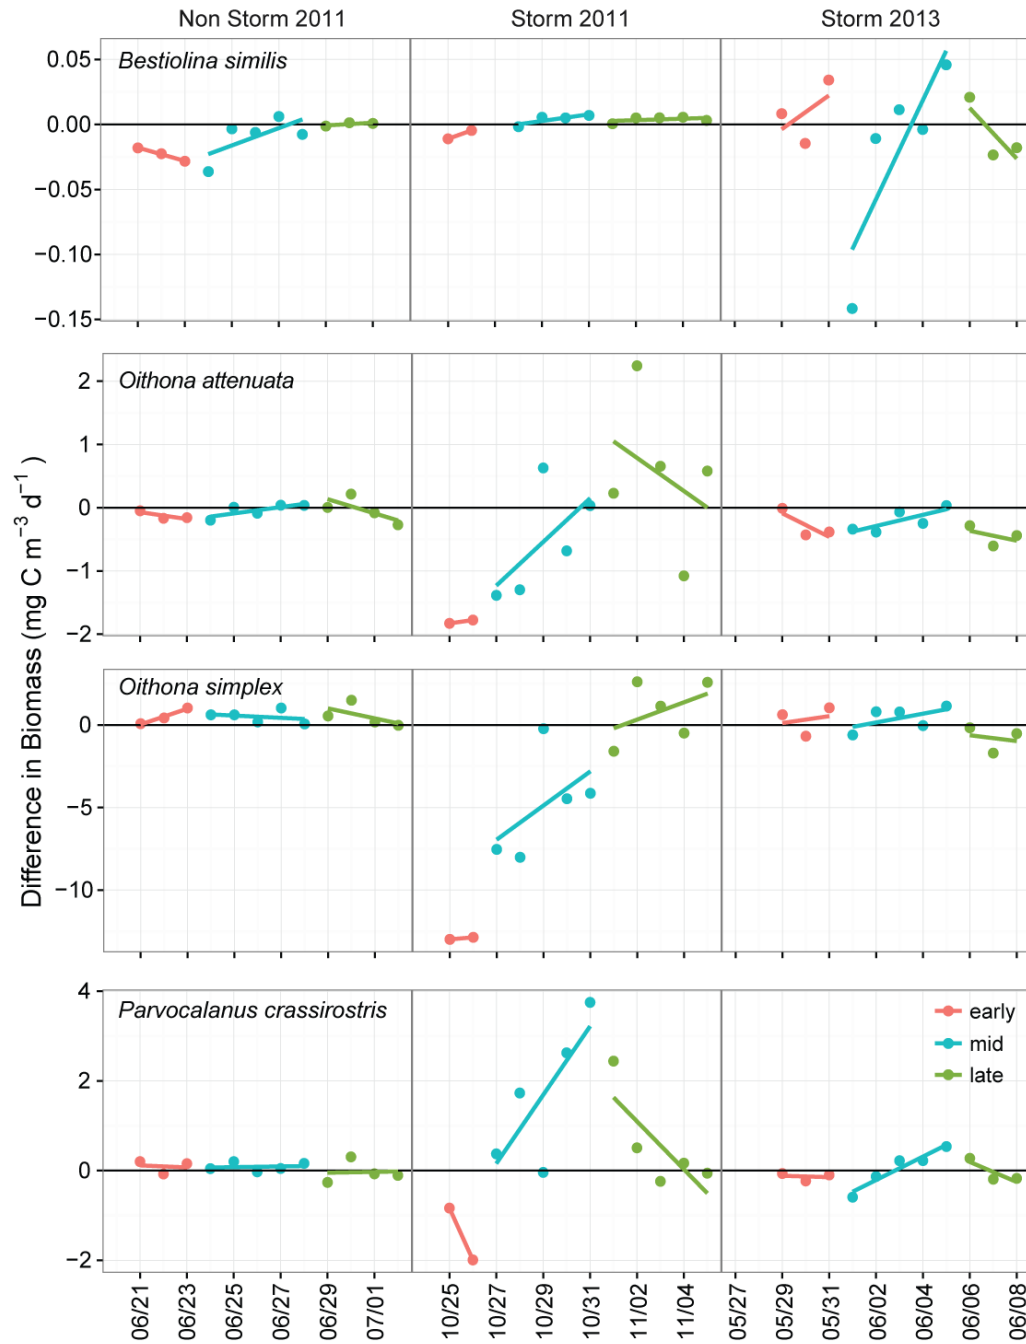 Non Storm 2011 Storm 2011 Storm 2013
Difference in Biomass (mg C m⁻³ d⁻¹ )
Bestiolina similis
0.05
0.00
−0.05
−0.10
−0.15
Oithona attenuata
2
1
0
−1
−2
Oithona simplex
0
−5
−10
Parvocalanus crassirostris
4
2
0
−2
early
mid
late
06/21 06/23 06/25 06/27 06/29 07/01 10/25 10/27 10/29 10/31 11/02 11/04 05/27 05/29 05/31 06/02 06/04 06/06 06/08